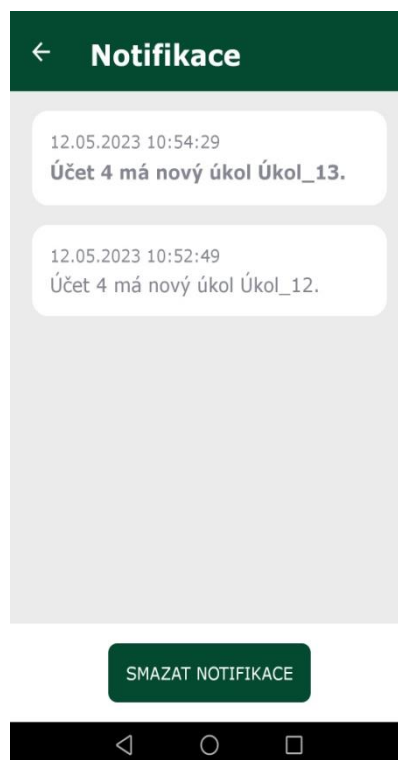 Notifikace
12.05.2023 10:54:29
Účet 4 má nový úkol Úkol_13.
12.05.2023 10:52:49
Účet 4 má nový úkol Úkol_12.
SMAZAT NOTIFIKACE